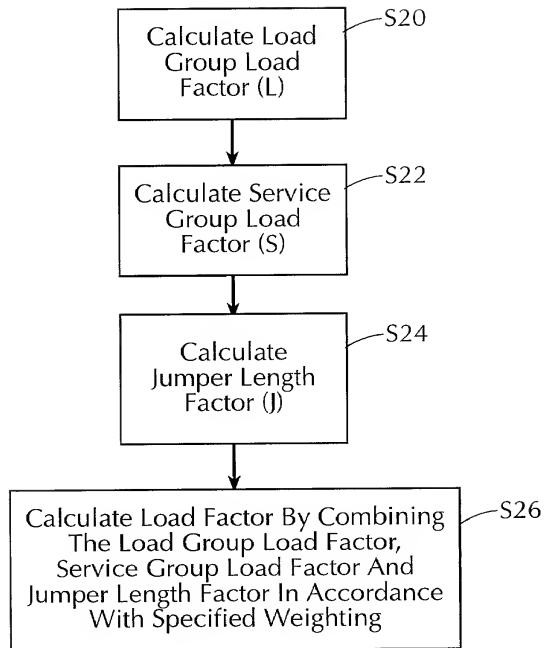 Calculate Load
Group Load
Factor (L)
S20
Calculate Service
Group Load
Factor (S)
S22
Calculate
Jumper Length
Factor (J)
S24
Calculate Load Factor By Combining
The Load Group Load Factor,
Service Group Load Factor And
Jumper Length Factor In Accordance
With Specified Weighting
S26